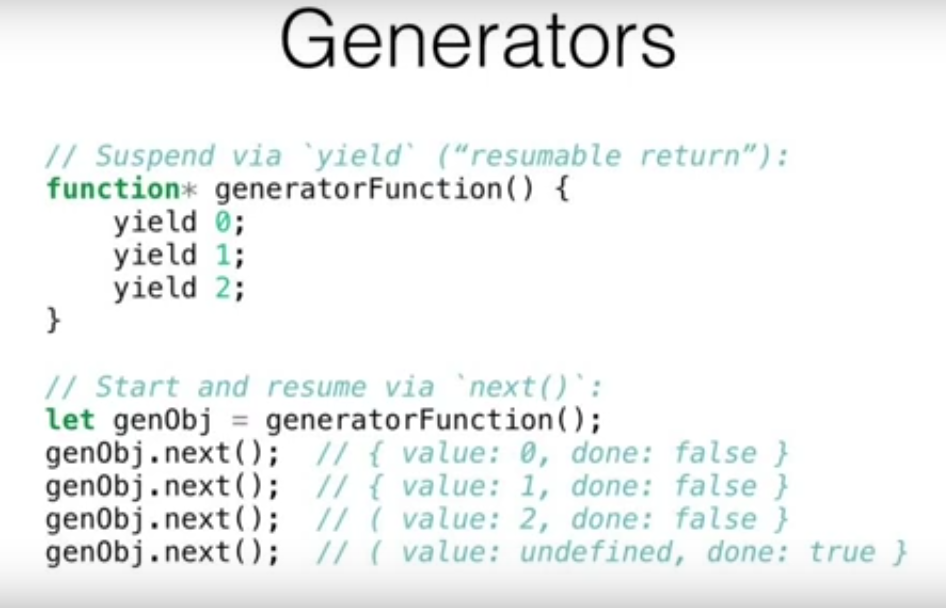 Generators
// Suspend via `yield` (“resumable return”):
function* generatorFunction() {
    yield 0;
    yield 1;
    yield 2;
}
// Start and resume via `next()`:
let genObj = generatorFunction();
genObj.next();  // { value: 0, done: false }
genObj.next();  // { value: 1, done: false }
genObj.next();  // ( value: 2, done: false }
genObj.next();  // ( value: undefined, done: true }